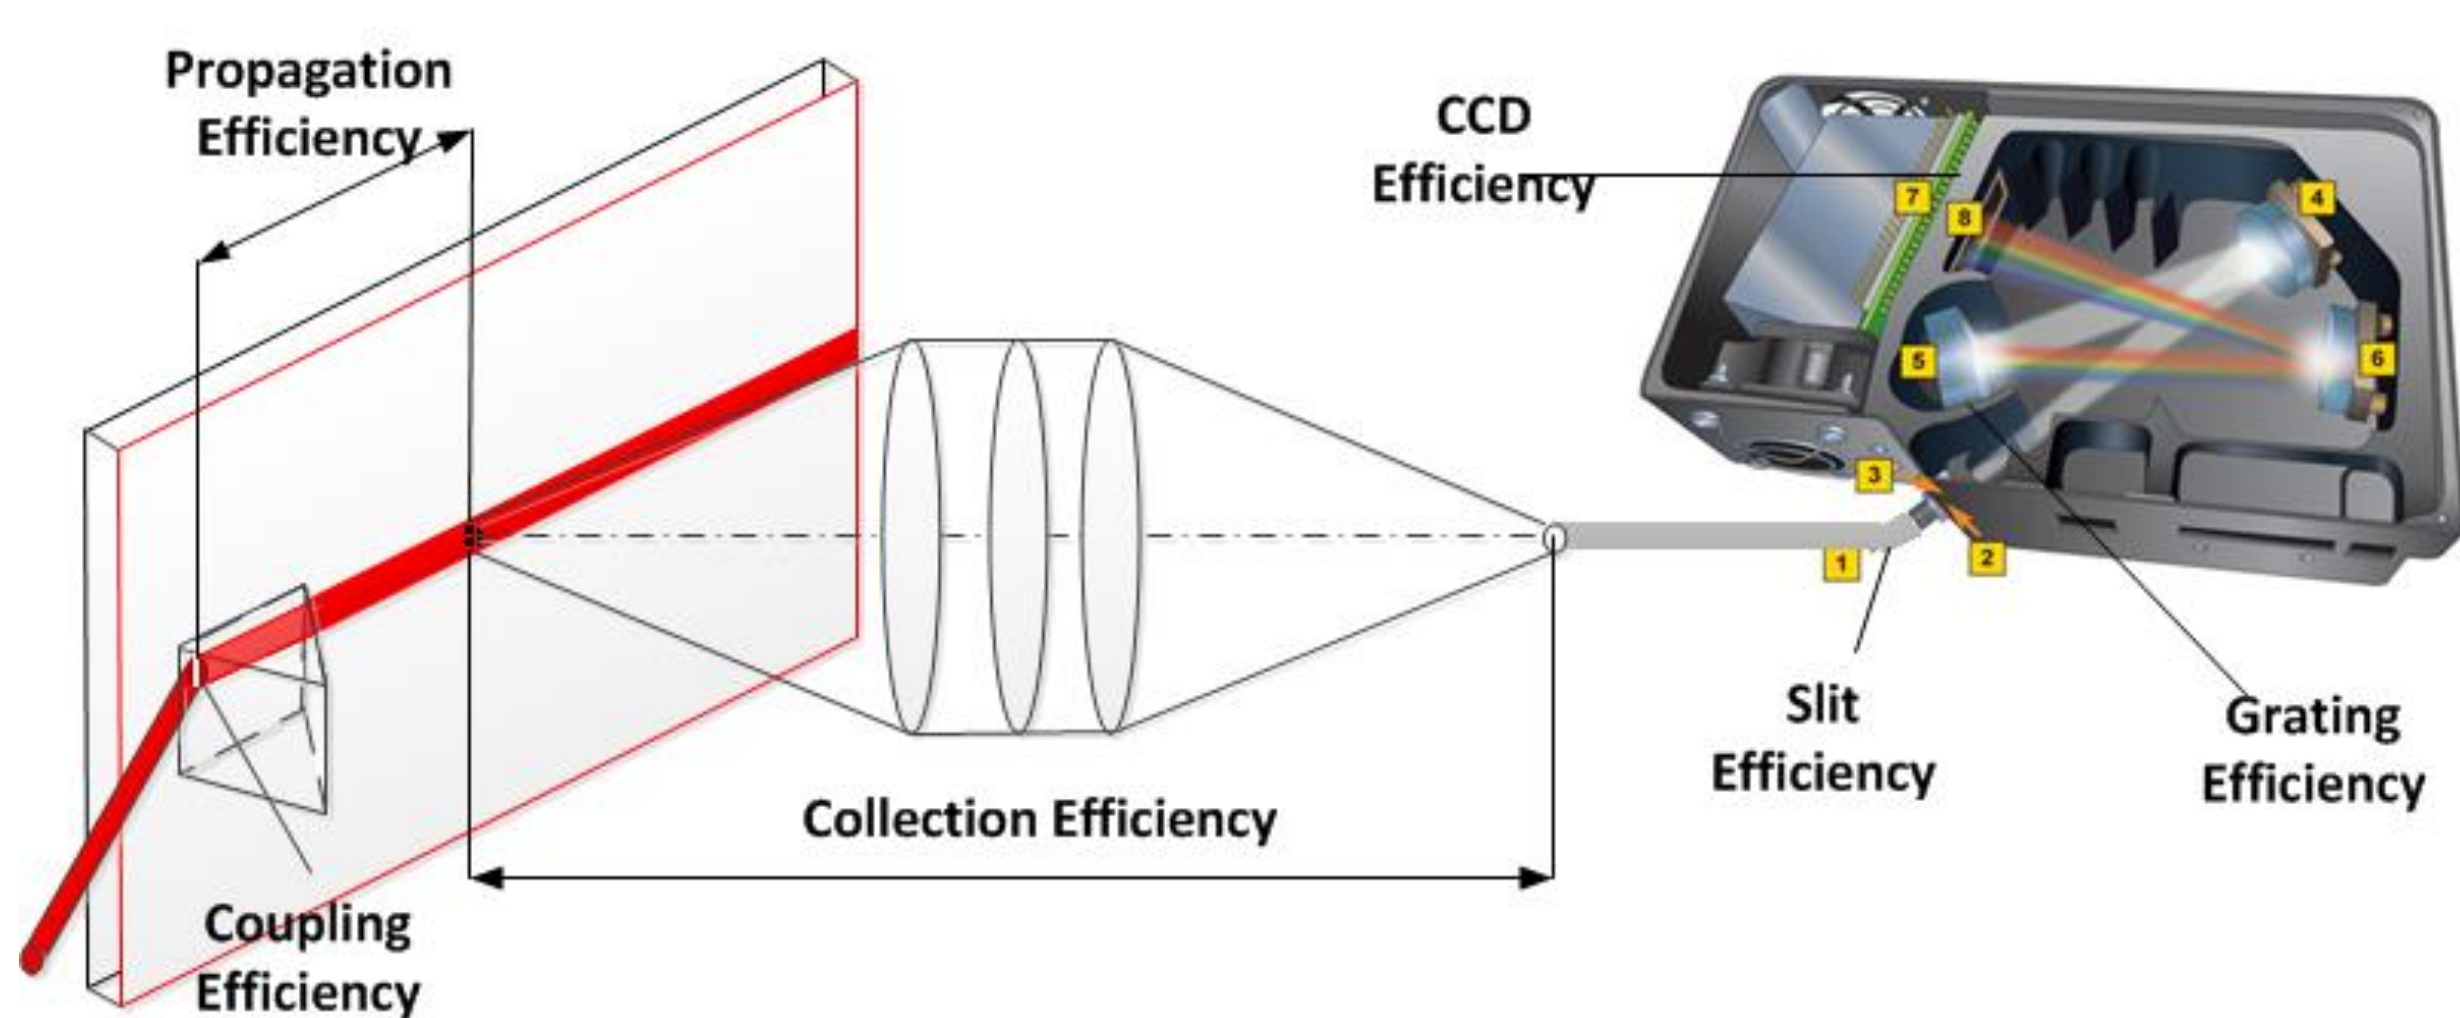 Propagation
Efficiency
CCD
Efficiency
7
8
4
5
6
3
1
2
Slit
Efficiency
Grating
Efficiency
Collection Efficiency
Coupling
Efficiency